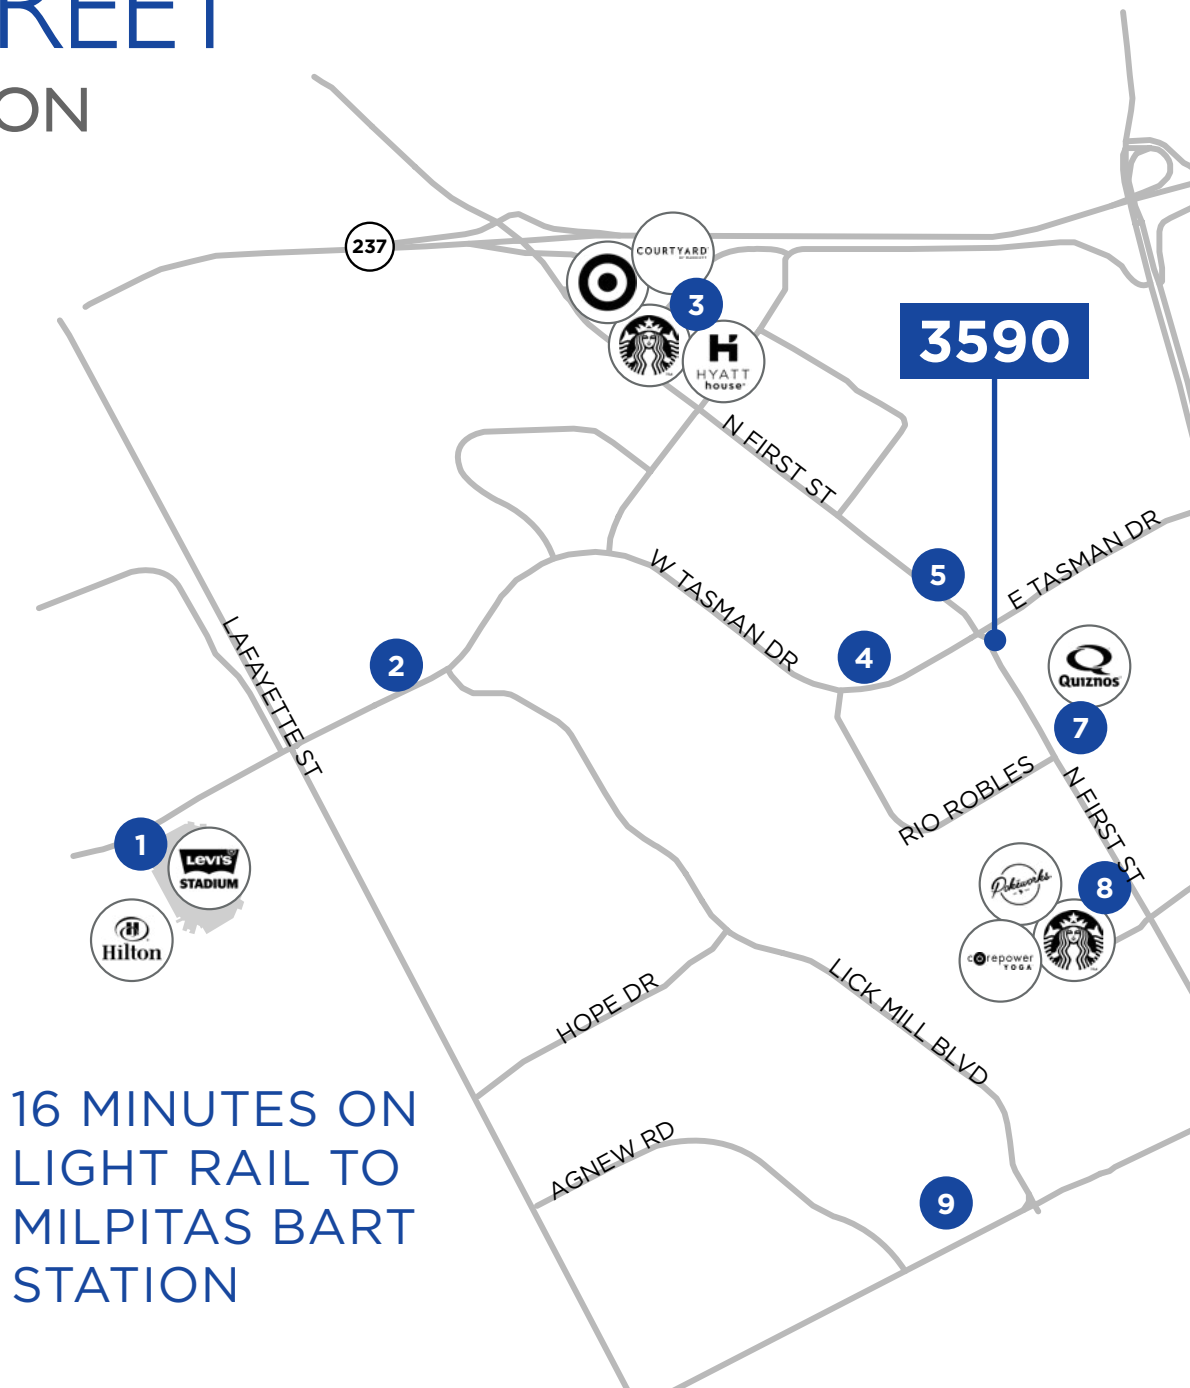 REET
ON
237
COURTYARD
3
3590
HYATT
house
N FIRST ST
E TASMAN DR
5
W TASMAN DR
4
2
LAFAYETTE ST
QUIZNOS
7
RIO ROBLES
N FIRST ST
1
LEVI'S
STADIUM
Hilton
Pokéworks
8
corepower
YOGA
HOPE DR
LICK MILL BLVD
AGNEW RD
9
16 MINUTES ON
LIGHT RAIL TO
MILPITAS BART
STATION